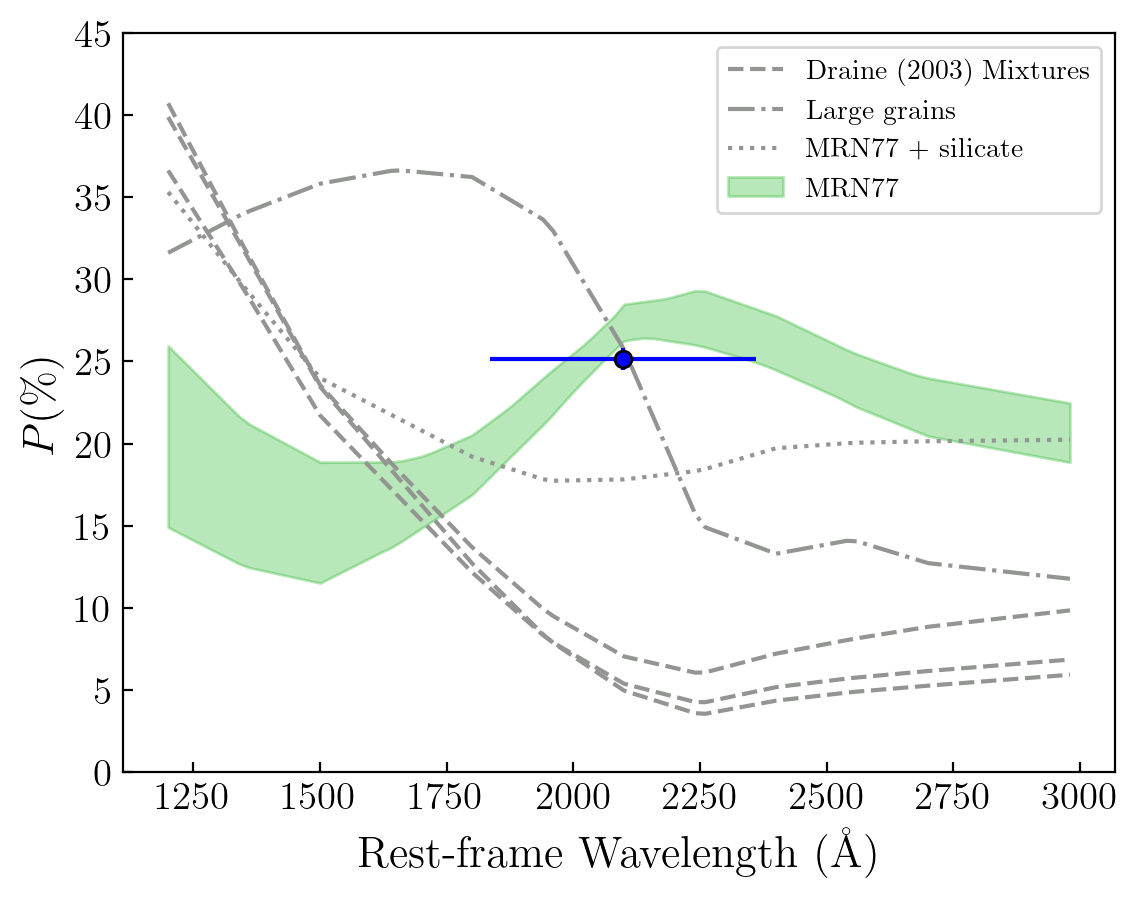 45
40
35
30
25
20
15
10
5
0
P(%)
Draine (2003) Mixtures
Large grains
MRN77 + silicate
MRN77
1250 1500 1750 2000 2250 2500 2750 3000
Rest-frame Wavelength (Å)